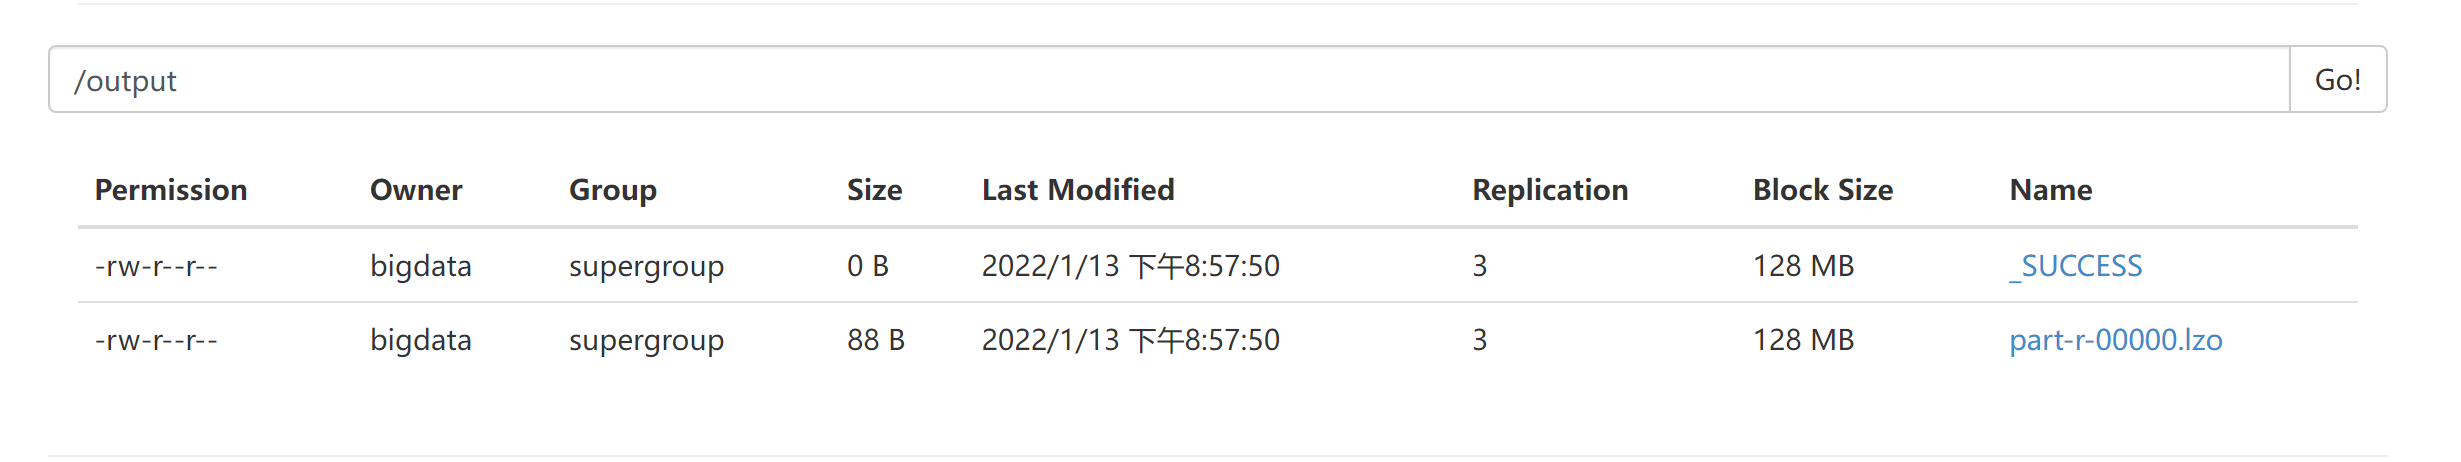 /output Go!
Permission Owner Group Size Last Modified Replication Block Size Name
-rw-r--r-- bigdata supergroup 0 B 2022/1/13 下午8:57:50 3 128 MB _SUCCESS
-rw-r--r-- bigdata supergroup 88 B 2022/1/13 下午8:57:50 3 128 MB part-r-00000.lzo